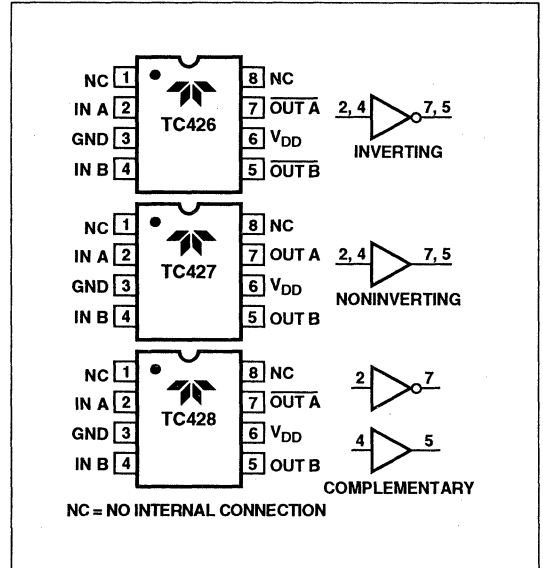 NC 1 8 NC
IN A 2 7 OUT A 2, 4 7, 5
TC426
GND 3 6 VDD
INVERTING
IN B 4 5 OUT B
NC 1 8 NC
IN A 2 7 OUT A 2, 4 7, 5
TC427
GND 3 6 VDD
NONINVERTING
IN B 4 5 OUT B
NC 1 8 NC 2 7
IN A 2 7 OUT A
TC428
GND 3 6 VDD 4 5
IN B 4 5 OUT B
COMPLEMENTARY
NC = NO INTERNAL CONNECTION